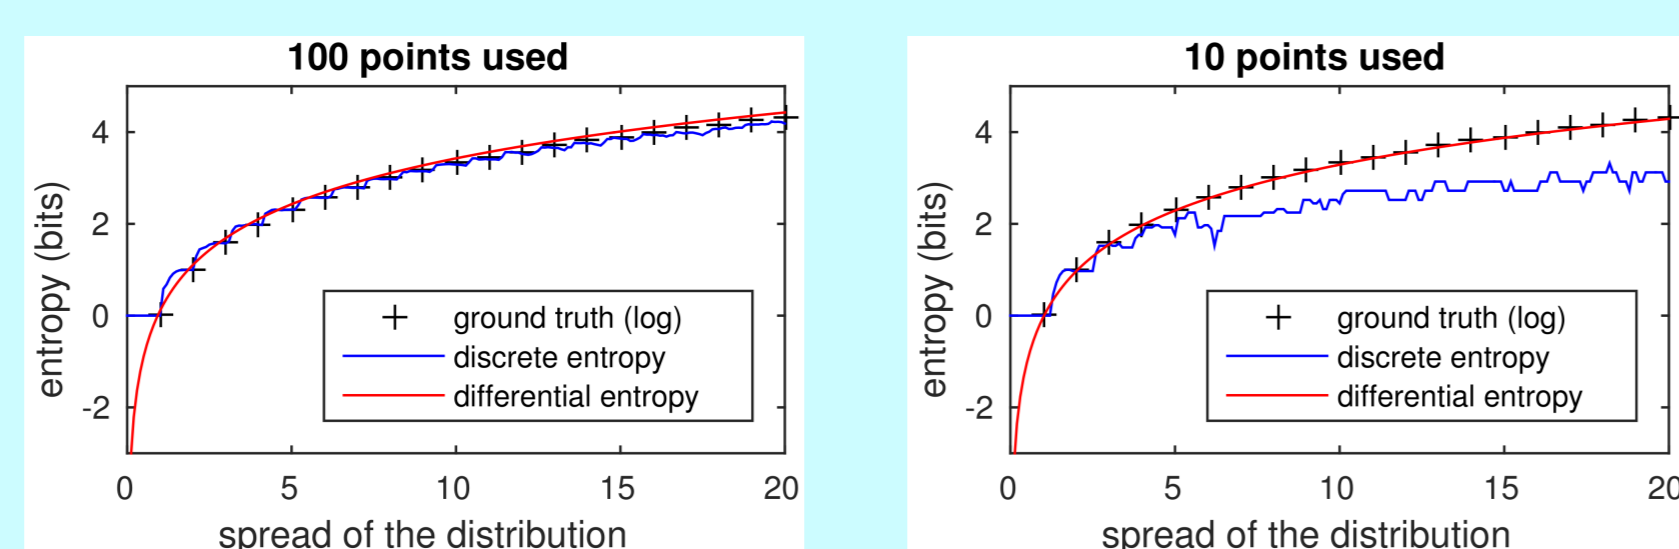 100 points used
entropy (bits)
4
2
0
-2
ground truth (log)
discrete entropy
differential entropy
0 5 10 15 20
spread of the distribution
10 points used
entropy (bits)
4
2
0
-2
ground truth (log)
discrete entropy
differential entropy
0 5 10 15 20
spread of the distribution